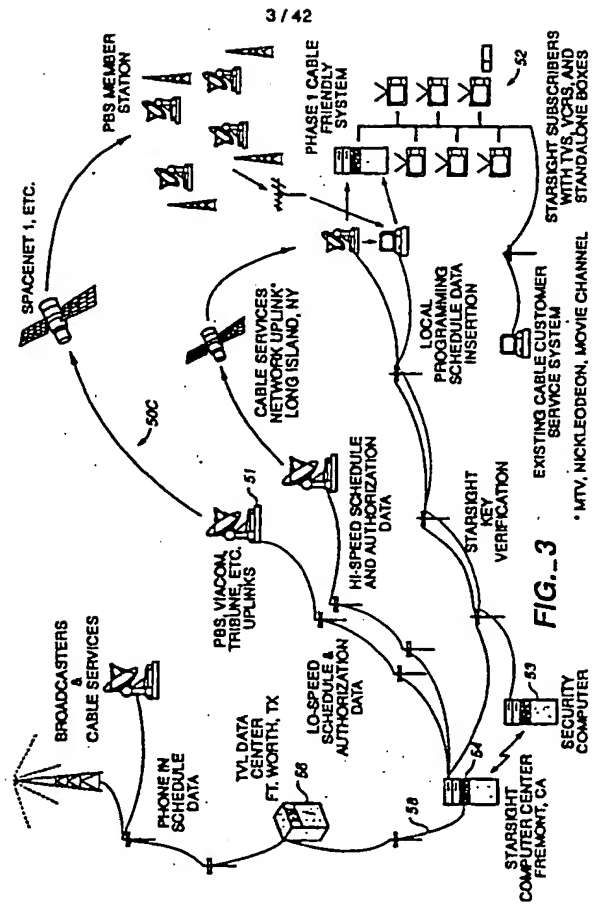 3 / 42
SPACENET 1, ETC.
PBS MEMBER
STATION
50C
BROADCASTERS
&
CABLE SERVICES
PHONE IN
SCHEDULE
DATA
PBS, VIACOM,
TRIBUNE, ETC.
UPLINKS
51
CABLE SERVICES
NETWORK UPLINK*
LONG ISLAND, NY
PHASE 1 CABLE
FRIENDLY
SYSTEM
52
TVL DATA
CENTER
FT. WORTH, TX
56
LO-SPEED
SCHEDULE &
AUTHORIZATION
DATA
HI-SPEED SCHEDULE
AND AUTHORIZATION
DATA
LOCAL
PROGRAMMING
SCHEDULE DATA
INSERTION
58
54
STARSIGHT
COMPUTER CENTER
FREMONT, CA
53
SECURITY
COMPUTER
STARSIGHT
KEY
VERIFICATION
EXISTING CABLE CUSTOMER
SERVICE SYSTEM
STARSIGHT SUBSCRIBERS
WITH TVS, VCRS, AND
STANDALONE BOXES
* MTV, NICKLEODEON, MOVIE CHANNEL
FIG._3